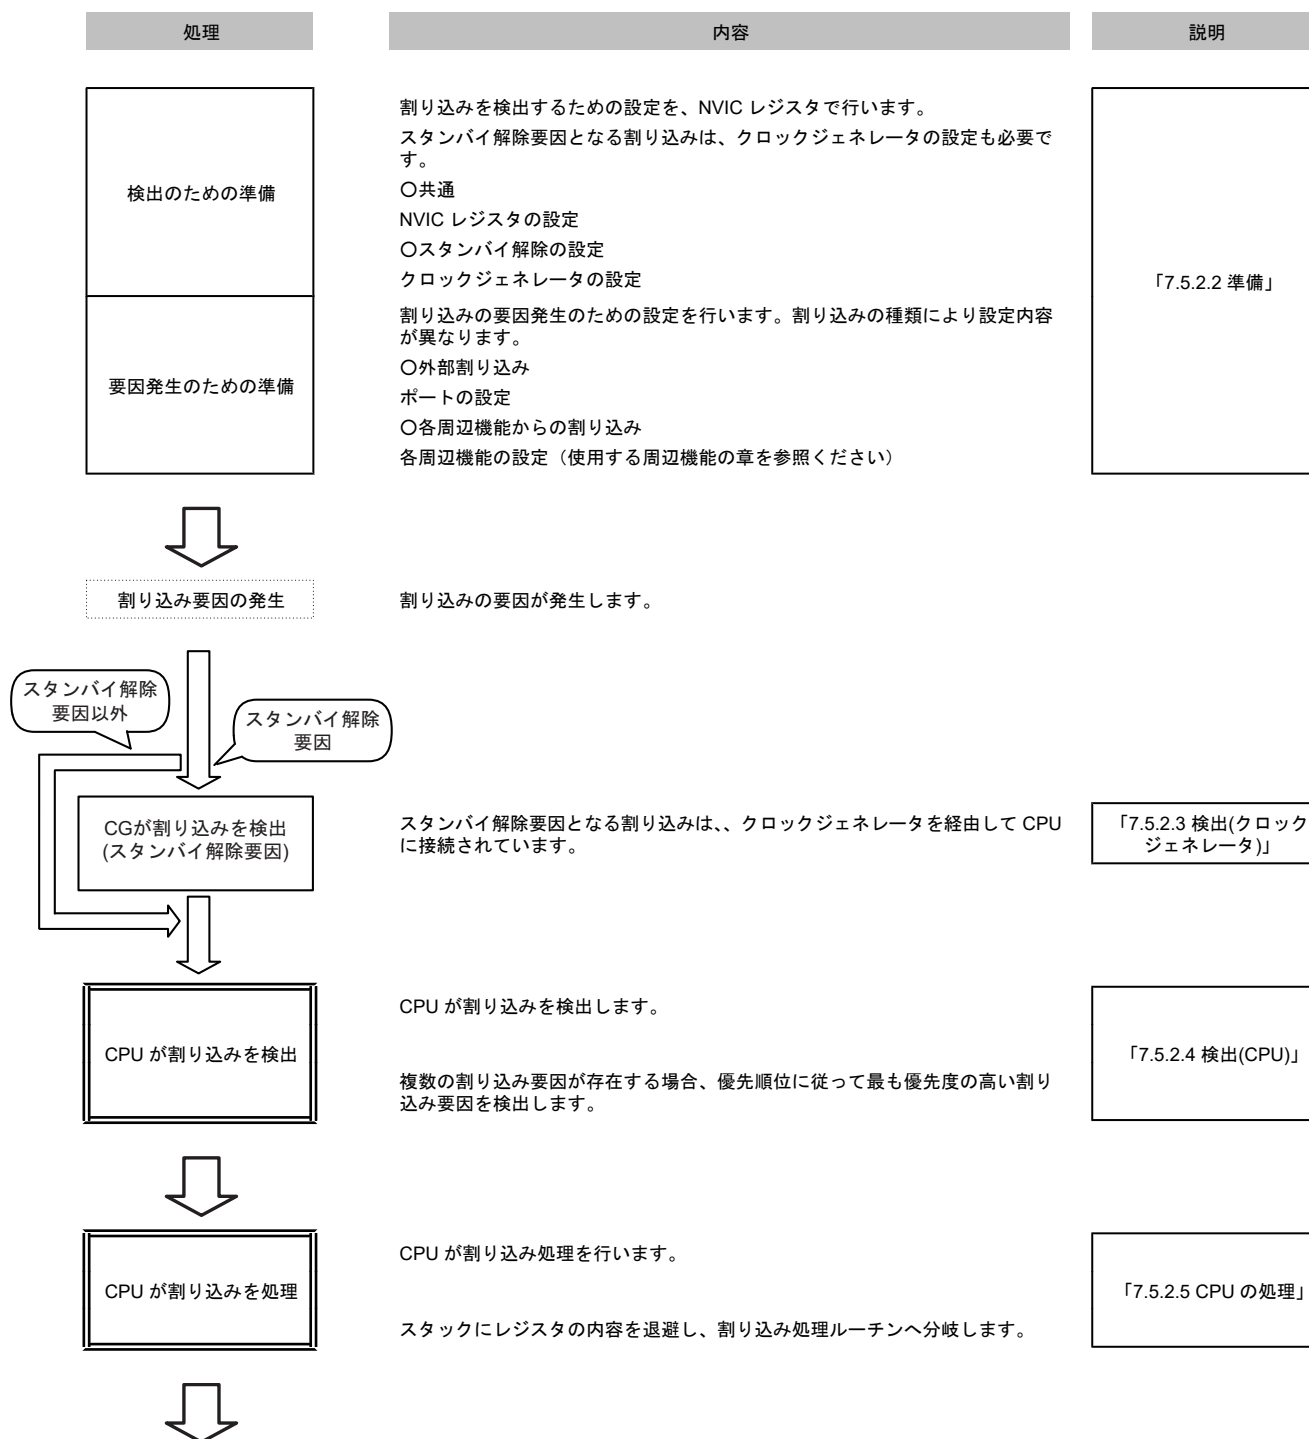 処理
内容
説明
検出のための準備
割り込みを検出するための設定を、NVIC レジスタで行います。
スタンバイ解除要因となる割り込みは、クロックジェネレータの設定も必要で
す。
〇共通
NVIC レジスタの設定
〇スタンバイ解除の設定
クロックジェネレータの設定
「7.5.2.2 準備」
要因発生のための準備
割り込みの要因発生のための設定を行います。割り込みの種類により設定内容
が異なります。
〇外部割り込み
ポートの設定
〇各周辺機能からの割り込み
各周辺機能の設定（使用する周辺機能の章を参照ください）
割り込み要因の発生
割り込みの要因が発生します。
スタンバイ解除
要因以外
スタンバイ解除
要因
CGが割り込みを検出
(スタンバイ解除要因)
スタンバイ解除要因となる割り込みは、、クロックジェネレータを経由して CPU
に接続されています。
「7.5.2.3 検出(クロック
ジェネレータ)」
CPU が割り込みを検出
CPU が割り込みを検出します。
複数の割り込み要因が存在する場合、優先順位に従って最も優先度の高い割り
込み要因を検出します。
「7.5.2.4 検出(CPU)」
CPU が割り込みを処理
CPU が割り込み処理を行います。
スタックにレジスタの内容を退避し、割り込み処理ルーチンへ分岐します。
「7.5.2.5 CPU の処理」